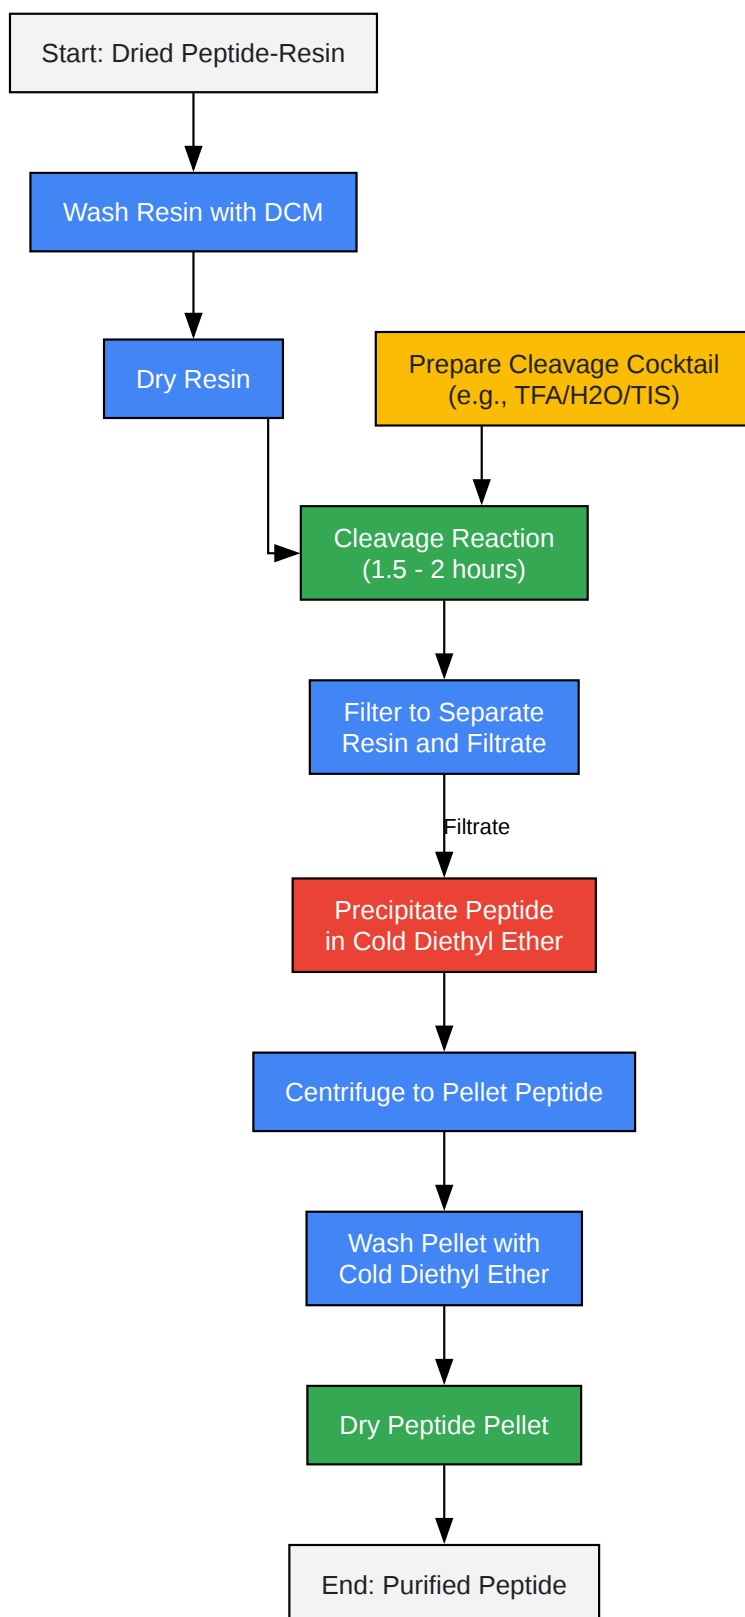 Start: Dried Peptide-Resin
Wash Resin with DCM
Dry Resin
Prepare Cleavage Cocktail
(e.g., TFA/H2O/TIS)
Cleavage Reaction
(1.5 - 2 hours)
Filter to Separate
Resin and Filtrate
Filtrate
Precipitate Peptide
in Cold Diethyl Ether
Centrifuge to Pellet Peptide
Wash Pellet with
Cold Diethyl Ether
Dry Peptide Pellet
End: Purified Peptide